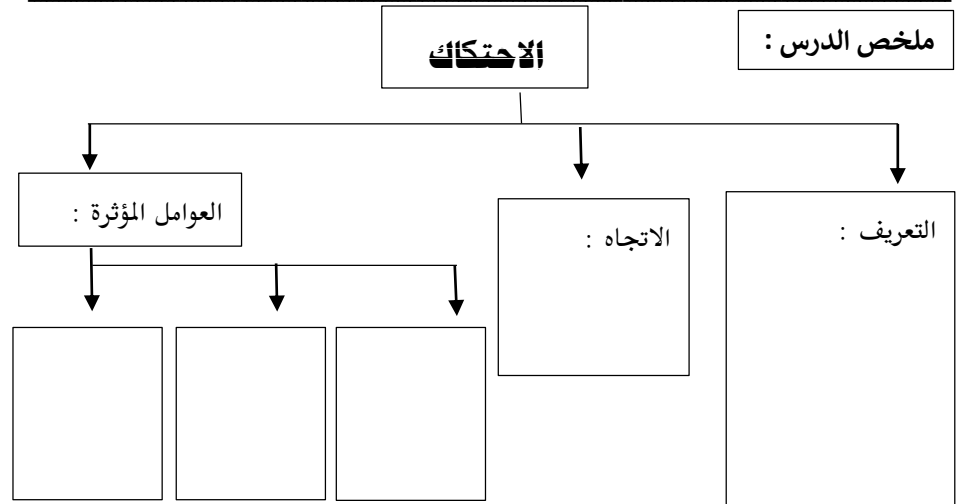 ملخص الدرس :
الاحتكاك
التعريف :
الاتجاه :
العوامل المؤثرة :